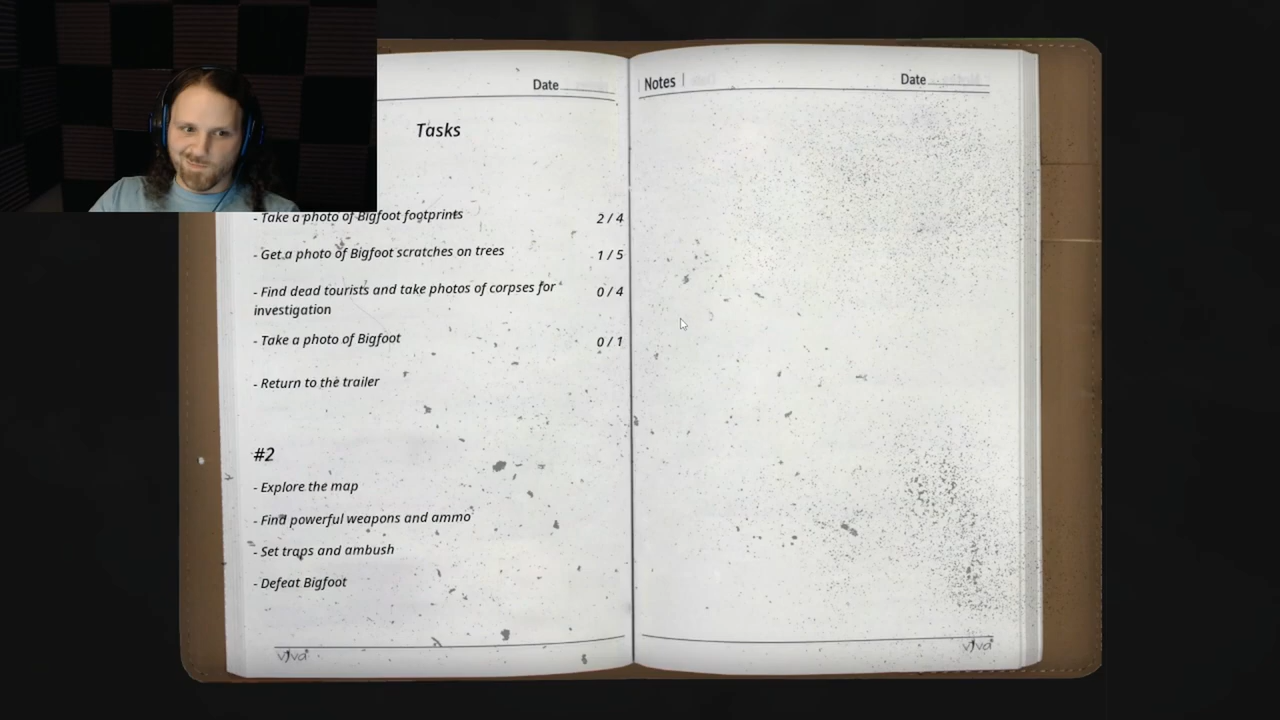 Date
Notes
Date
Tasks
- Take a photo of Bigfoot footprints 2 / 4
- Get a photo of Bigfoot scratches on trees 1 / 5
- Find dead tourists and take photos of corpses for 0 / 4
investigation
- Take a photo of Bigfoot 0 / 1
- Return to the trailer
#2
- Explore the map
- Find powerful weapons and ammo
- Set traps and ambush
- Defeat Bigfoot
viva
viva